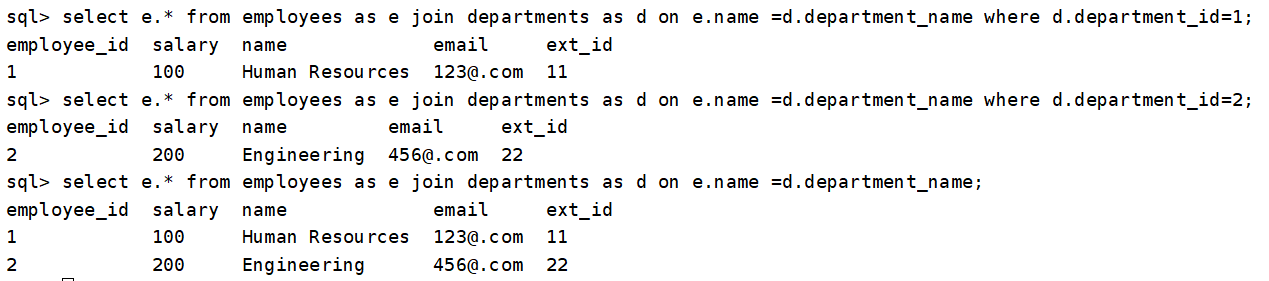 sql> select e.* from employees as e join departments as d on e.name =d.department_name where d.department_id=1;
employee_id  salary  name             email     ext_id
1            100     Human Resources  123@.com  11
sql> select e.* from employees as e join departments as d on e.name =d.department_name where d.department_id=2;
employee_id  salary  name         email     ext_id
2            200     Engineering  456@.com  22
sql> select e.* from employees as e join departments as d on e.name =d.department_name;
employee_id  salary  name             email     ext_id
1            100     Human Resources  123@.com  11
2            200     Engineering      456@.com  22